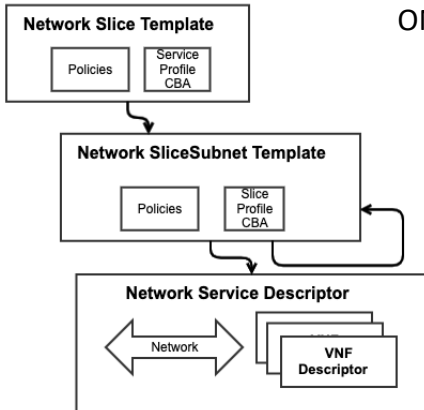 ON
Network Slice Template
Policies
Service
Profile
CBA
Network SliceSubnet Template
Policies
Slice
Profile
CBA
Network Service Descriptor
Network
VNF
Descriptor